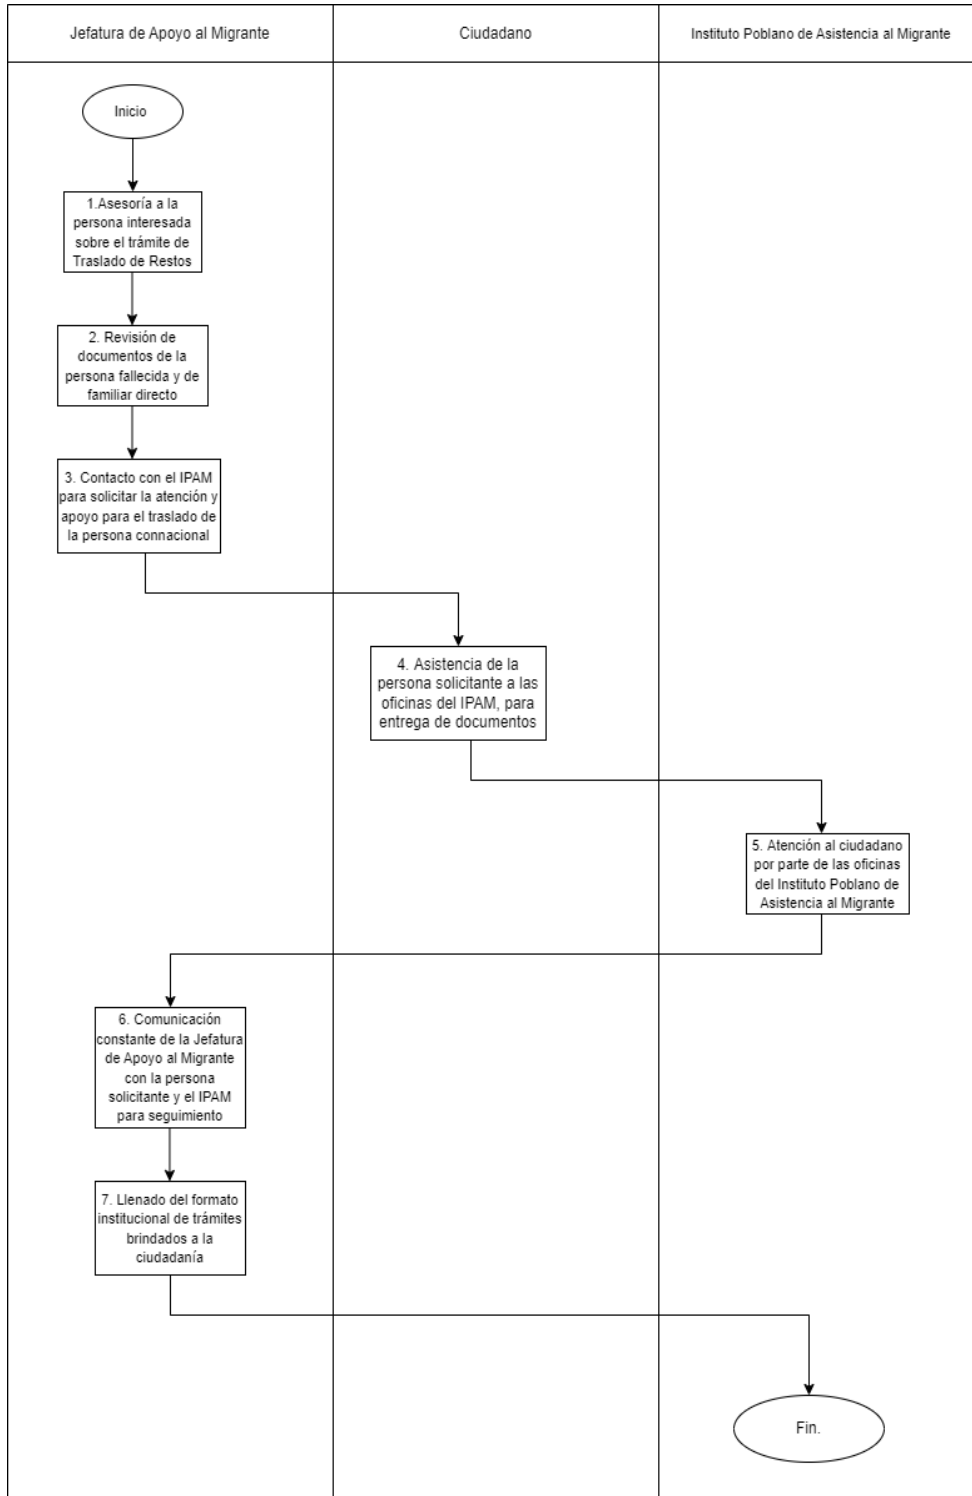 Jefatura de Apoyo al Migrante
Ciudadano
Instituto Poblano de Asistencia al Migrante
Inicio
1.Asesoría a la
persona interesada
sobre el trámite de
Traslado de Restos
2. Revisión de
documentos de la
persona fallecida y de
familiar directo
3. Contacto con el IPAM
para solicitar la atención y
apoyo para el traslado de
la persona connacional
4. Asistencia de la
persona solicitante a las
oficinas del IPAM, para
entrega de documentos
5. Atención al ciudadano
por parte de las oficinas
del Instituto Poblano de
Asistencia al Migrante
6. Comunicación
constante de la Jefatura
de Apoyo al Migrante
con la persona
solicitante y el IPAM
para seguimiento
7. Llenado del formato
institucional de trámites
brindados a la
ciudadanía
Fin.